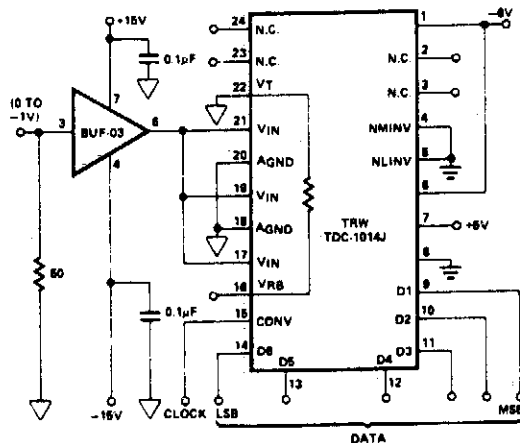 +15V
0.1µF
(0 TO
-1V)
3
BUF-03
7
6
4
50
0.1µF
-15V
24
N.C.
23
N.C.
22
VT
21
VIN
20
AGND
19
VIN
18
AGND
17
VIN
16
VRB
15
CONV
14
D6
TRW
TDC-1014J
1
-6V
2
N.C.
3
N.C.
4
NMINV
5
NLINV
6
7
+5V
8
9
D1
10
D2
11
D3
D5
13
D4
12
CLOCK
LSB
MSB
DATA